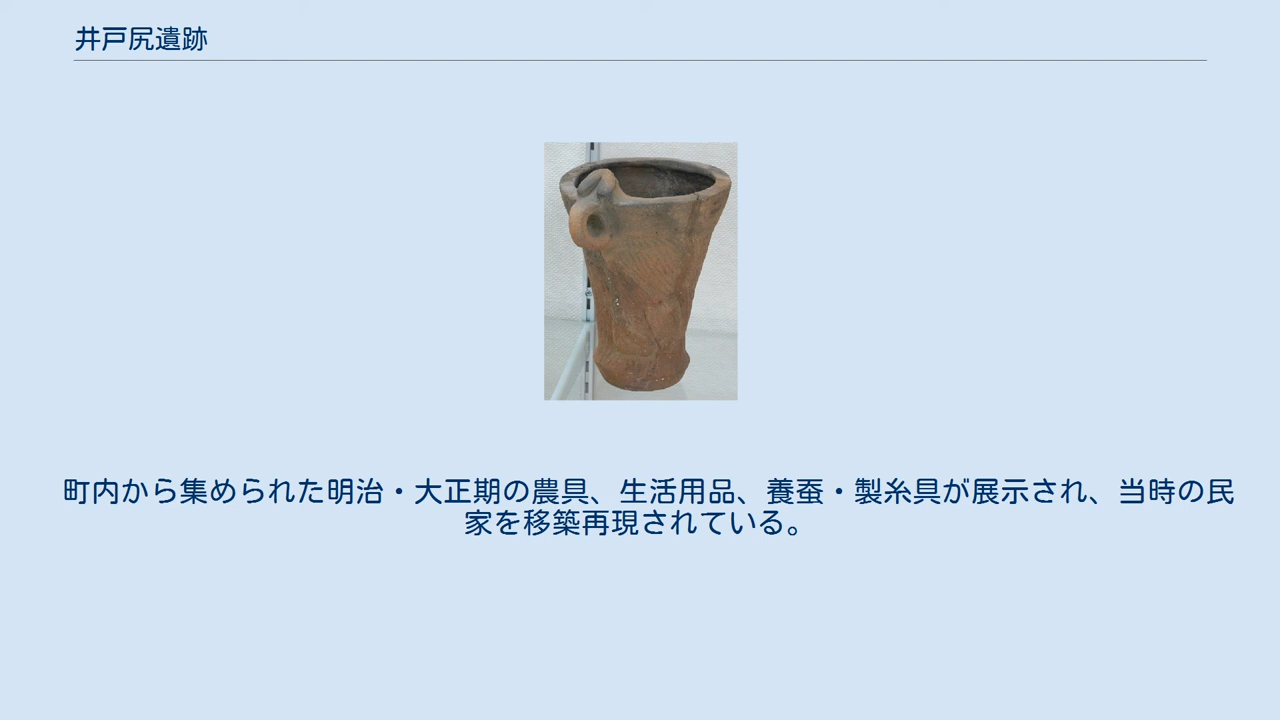 井戸尻遺跡
町内から集められた明治・大正期の農具、生活用品、養蚕・製糸具が展示され、当時の民
家を移築再現されている。